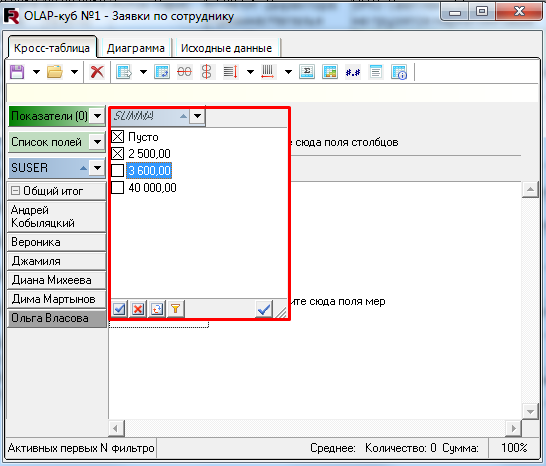 OLAP-куб №1 - Заявки по сотруднику
Кросс-таблица Диаграмма Исходные данные
Σ #.#
Показатели (0)
SUMMA
Список полей
е сюда поля столбцов
SUSER
Пусто
2 500,00
3 600,00
40 000,00
Общий итог
Андрей
Кобыляцкий
Вероника
Джамиля
Диана Михеева
Дима Мартынов
ите сюда поля мер
Ольга Власова
Активных первых N фильтро
Среднее: Количество: 0 Сумма:
100%